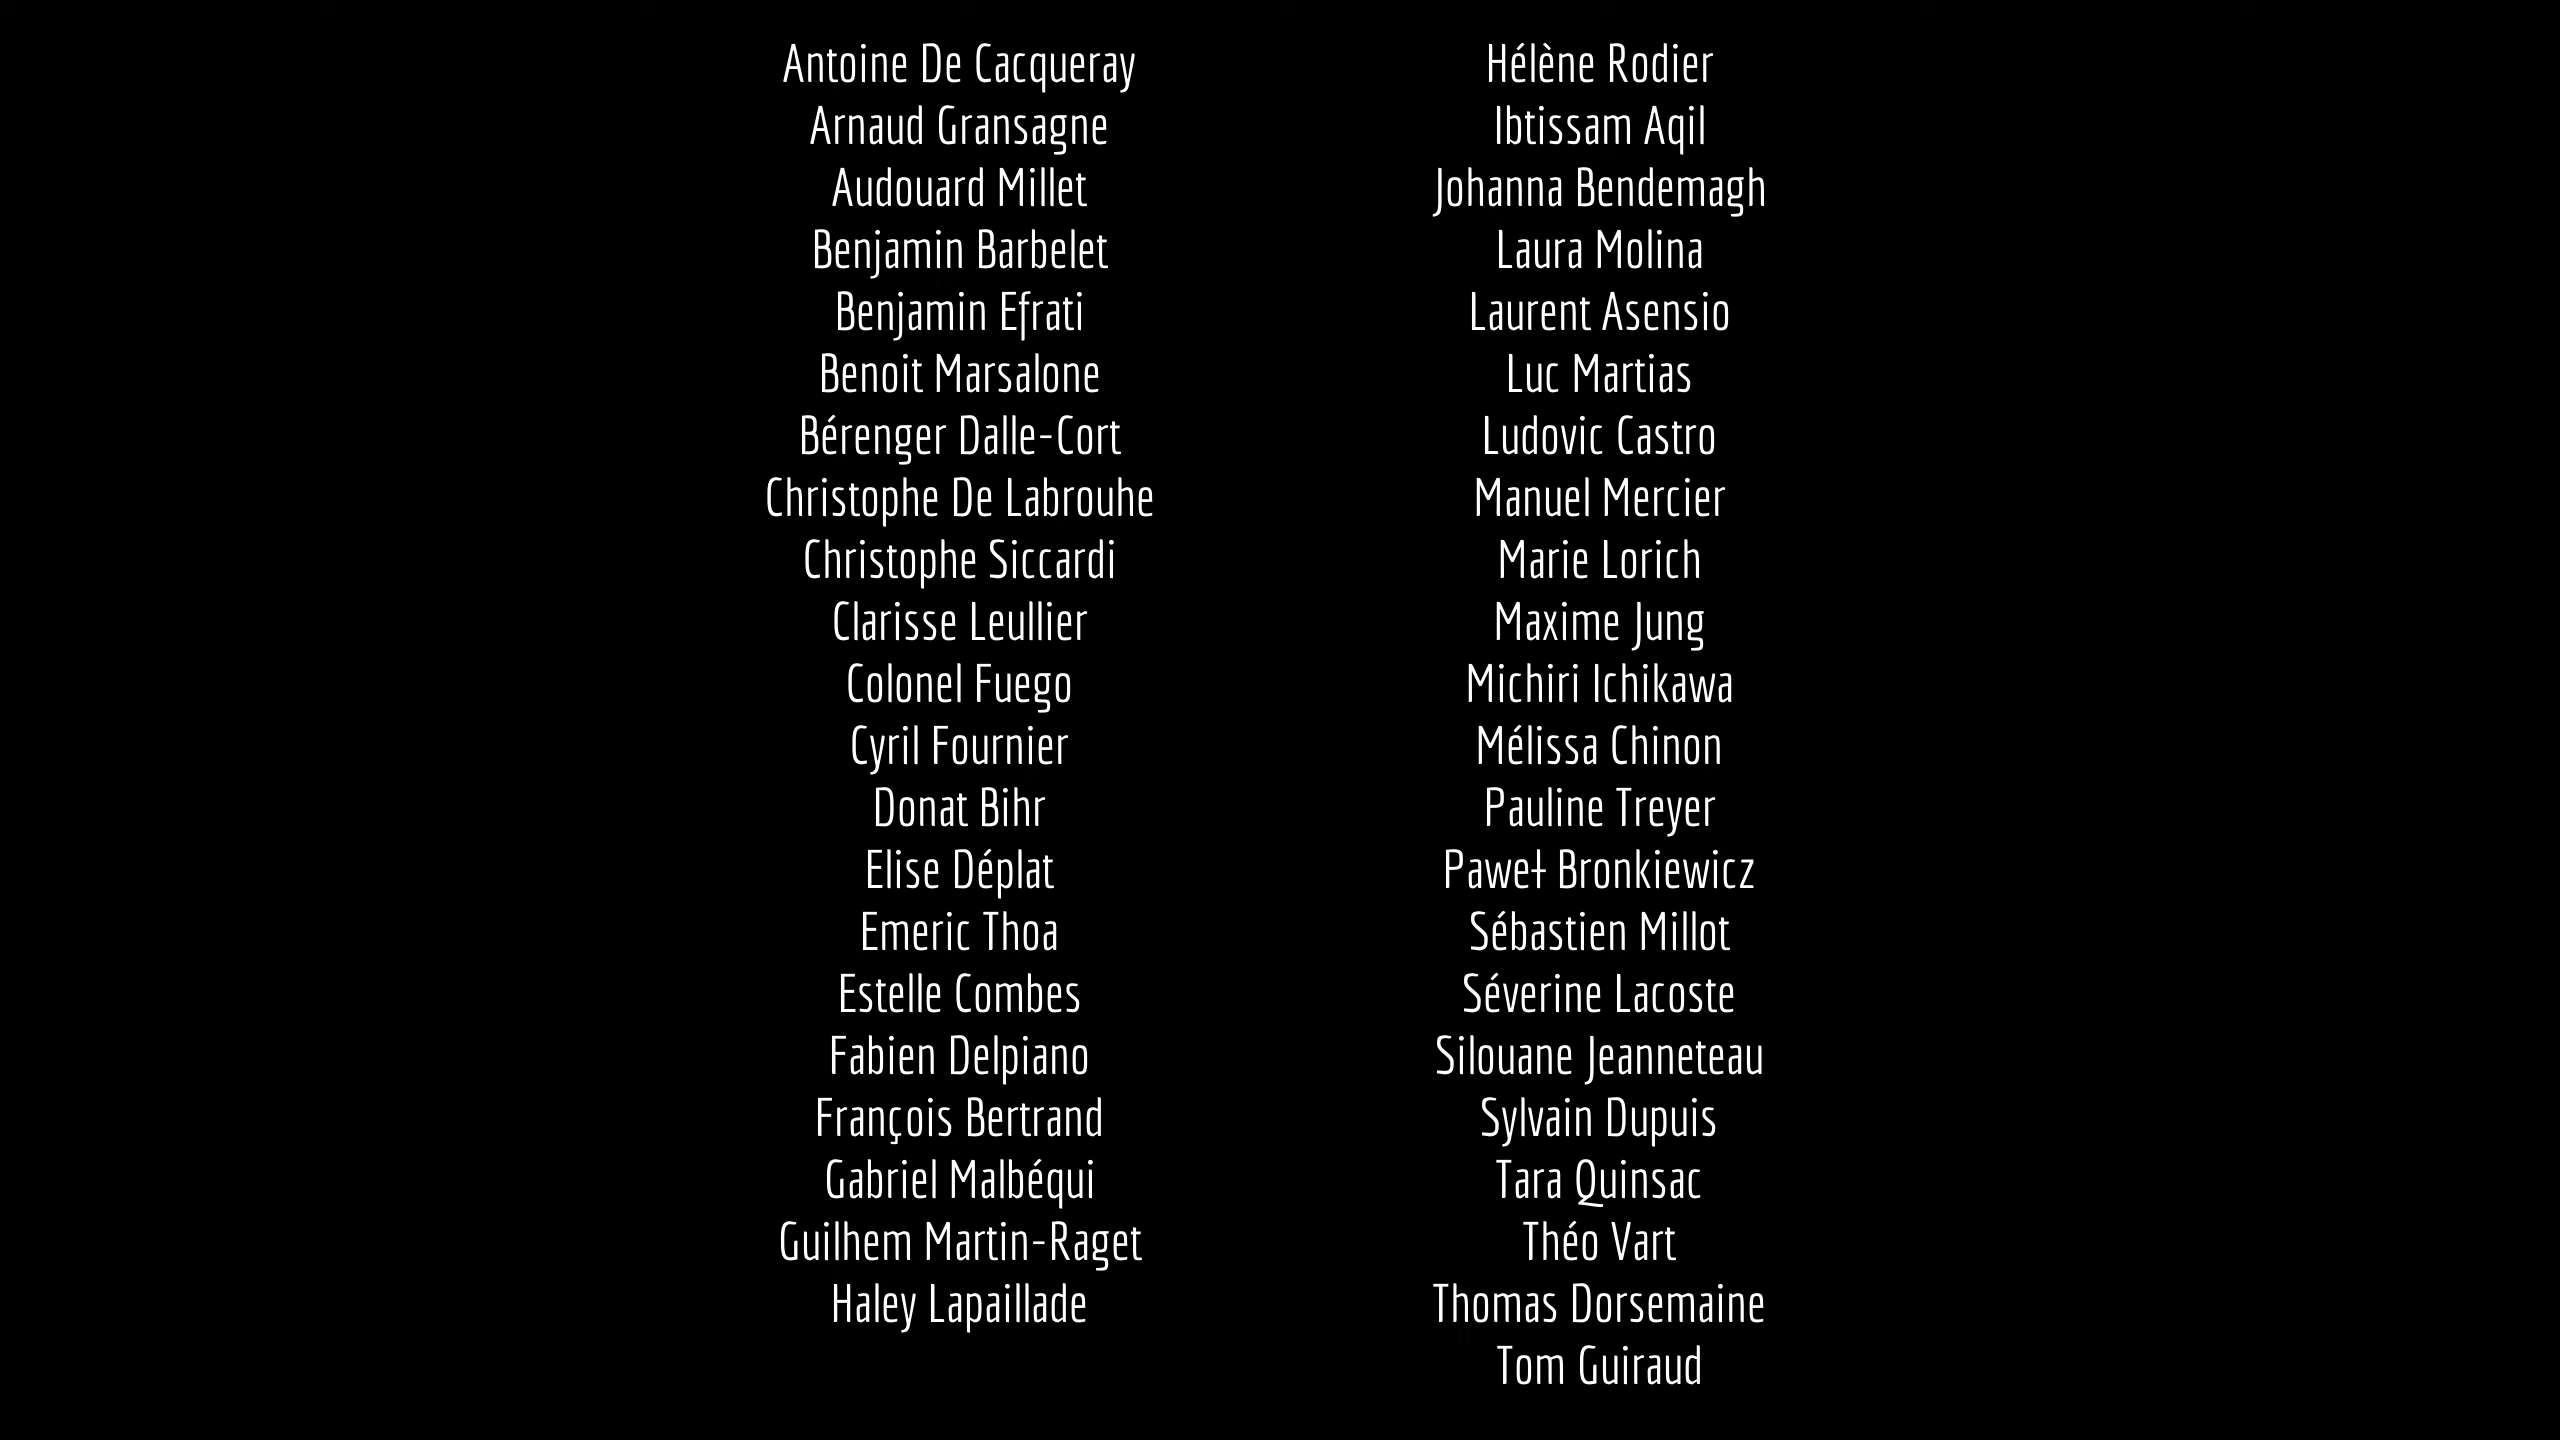 Antoine De Cacqueray
Arnaud Gransagne
Audouard Millet
Benjamin Barbelet
Benjamin Efrati
Benoit Marsalone
Bérenger Dalle-Cort
Christophe De Labrouhe
Christophe Siccardi
Clarisse Leullier
Colonel Fuego
Cyril Fournier
Donat Bihr
Elise Déplat
Emeric Thoa
Estelle Combes
Fabien Delpiano
François Bertrand
Gabriel Malbéqui
Guilhem Martin-Raget
Haley Lapaillade
Hélène Rodier
Ibtissam Aqil
Johanna Bendemagh
Laura Molina
Laurent Asensio
Luc Martias
Ludovic Castro
Manuel Mercier
Marie Lorich
Maxime Jung
Michiri Ichikawa
Mélissa Chinon
Pauline Treyer
Paweł Bronkiewicz
Sébastien Millot
Séverine Lacoste
Silouane Jeanneteau
Sylvain Dupuis
Tara Quinsac
Théo Vart
Thomas Dorsemaine
Tom Guiraud